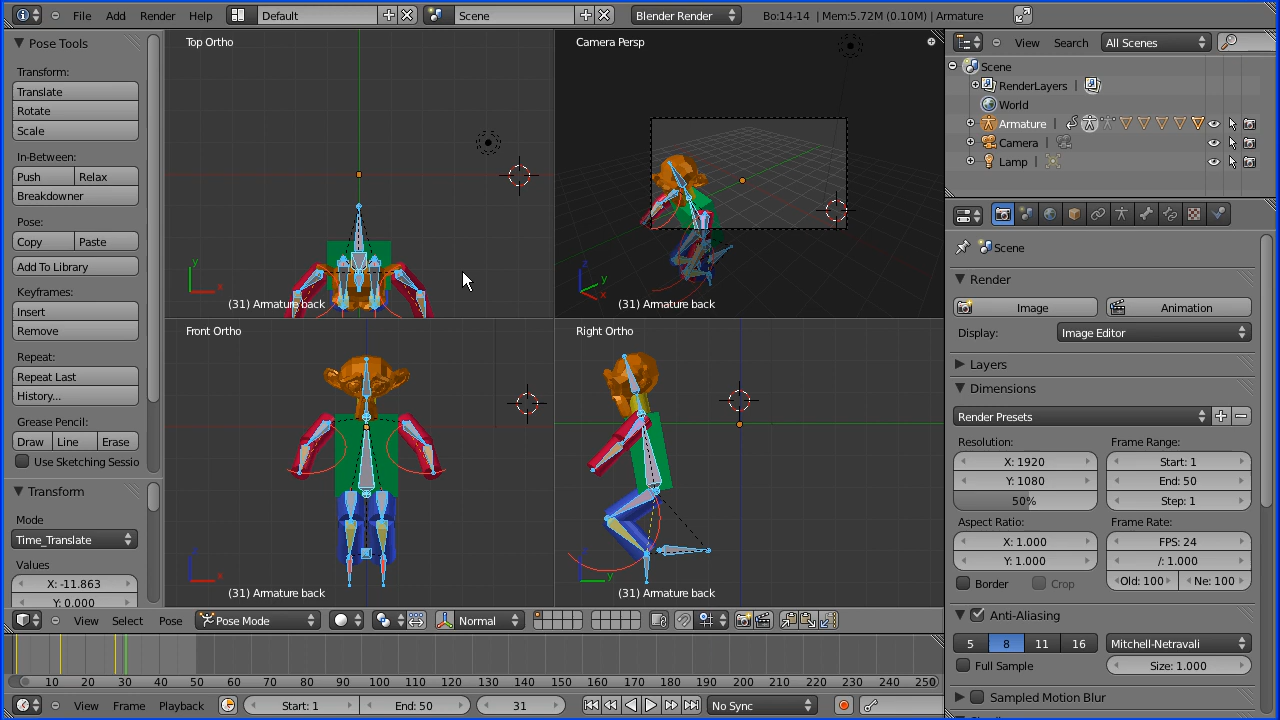 File Add Render Help Default Scene Blender Render Bo:14-14 | Mem:5.72M (0.10M) | Armature
Pose Tools
Transform:
Translate
Rotate
Scale
In-Between:
Push Relax
Breakdowner
Pose:
Copy Paste
Add To Library
Keyframes:
Insert
Remove
Repeat:
Repeat Last
History...
Grease Pencil:
Draw Line Erase
Use Sketching Sessio
Transform
Mode
Time_Translate
Values
X: -11.863
Y: 0.000
Top Ortho
y
x
(31) Armature back
Camera Persp
z
y
x
(31) Armature back
Front Ortho
z
x
(31) Armature back
Right Ortho
z
y
(31) Armature back
View Select Pose Pose Mode Normal
10 20 30 40 50 60 70 80 90 100 110 120 130 140 150 160 170 180 190 200 210 220 230 240 250
View Frame Playback Start: 1 End: 50 31 No Sync
View Search All Scenes
Scene
RenderLayers |
World
Armature |
Camera |
Lamp |
Scene
Render
Image Animation
Display: Image Editor
Layers
Dimensions
Render Presets
Resolution: Frame Range:
X: 1920 Start: 1
Y: 1080 End: 50
50% Step: 1
Aspect Ratio: Frame Rate:
X: 1.000 FPS: 24
Y: 1.000 /: 1.000
Border Crop Old: 100 Ne: 100
Anti-Aliasing
5 8 11 16 Mitchell-Netravali
Full Sample Size: 1.000
Sampled Motion Blur